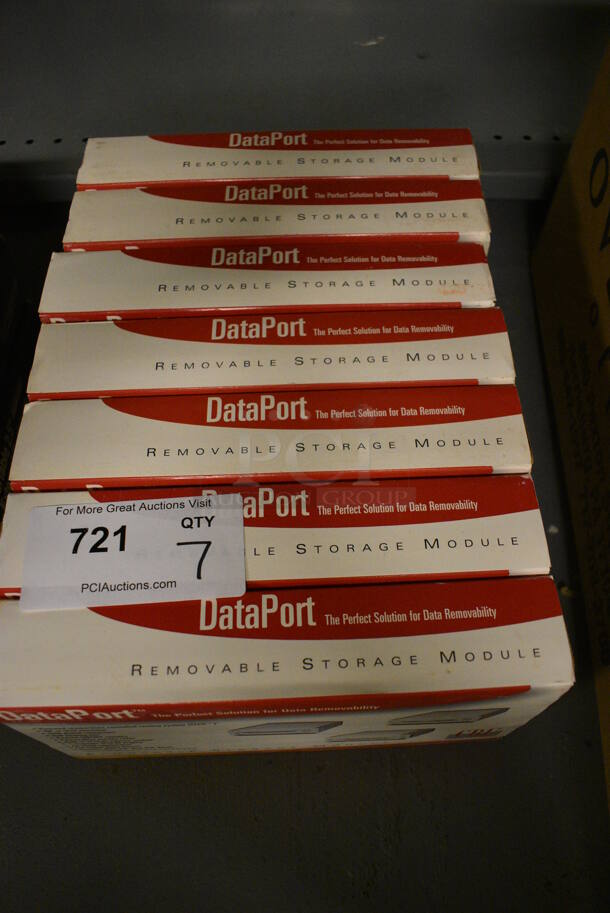 DataPort The Perfect Solution for Data Removability
REMOVABLE STORAGE MODULE
DataPort The Perfect Solution for Data Removability
REMOVABLE STORAGE MODULE
DataPort The Perfect Solution for Data Removability
REMOVABLE STORAGE MODULE
DataPort The Perfect Solution for Data Removability
REMOVABLE STORAGE MODULE
DataPort The Perfect Solution for Data Removability
REMOVABLE STORAGE MODULE
PCI
GROUP
DataPort The Perfect Solution for Data Removability
STORAGE MODULE
For More Great Auctions Visit
721 QTY 7
PCIAuctions.com
DataPort The Perfect Solution for Data Removability
REMOVABLE STORAGE MODULE
DataPort™ The Perfect Solution for Data Removability